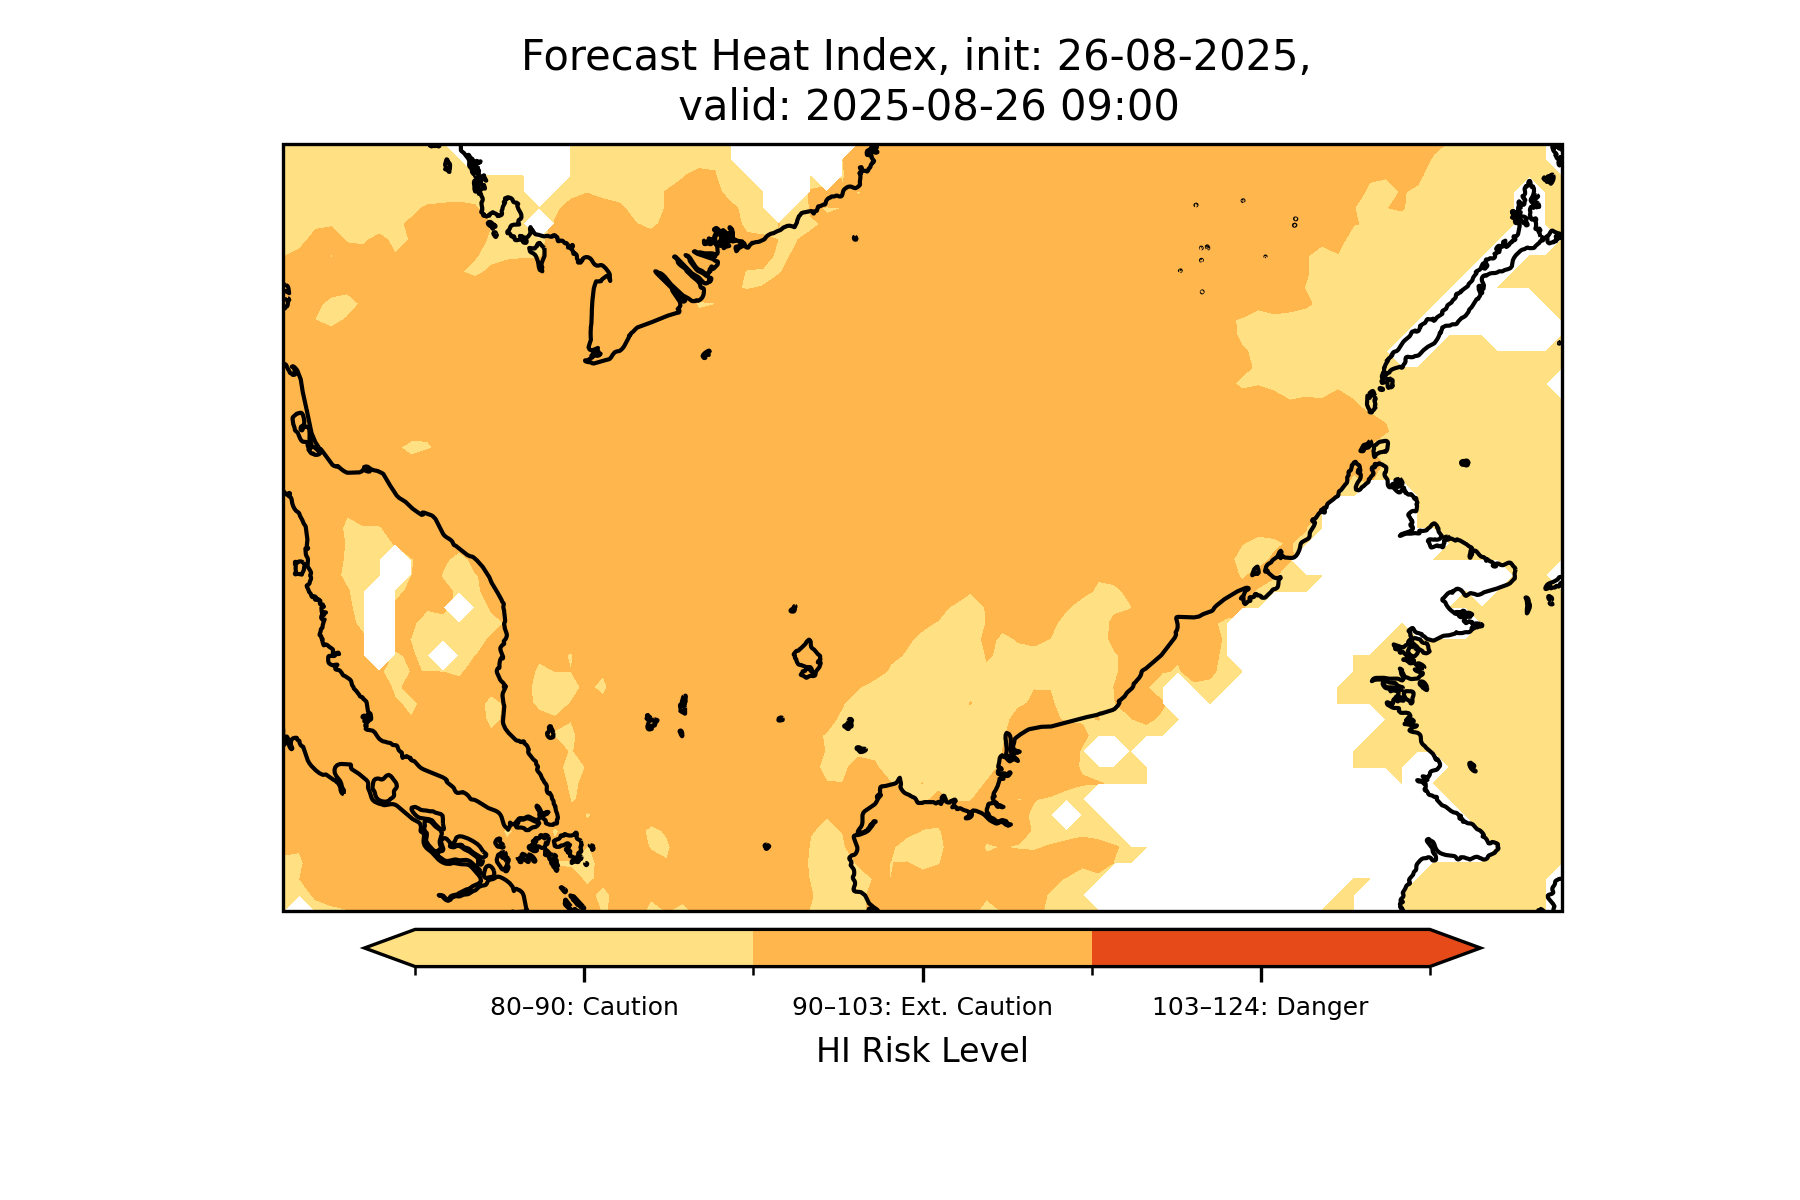 Forecast Heat Index, init: 26-08-2025,
valid: 2025-08-26 09:00
80–90: Caution
90–103: Ext. Caution
103–124: Danger
HI Risk Level